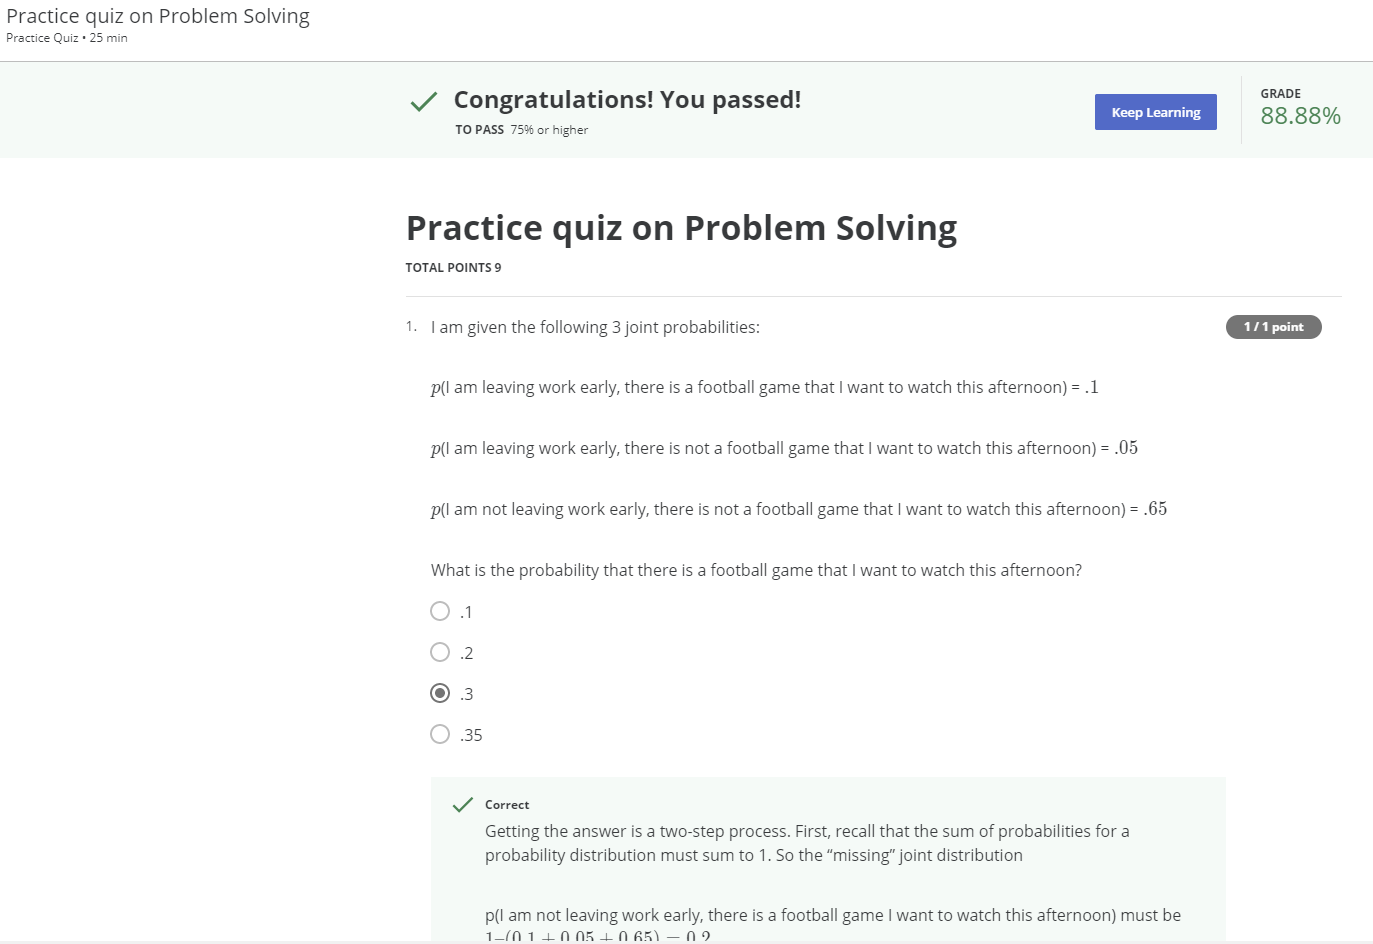 Practice quiz on Problem Solving
Practice Quiz • 25 min
Congratulations! You passed!
TO PASS 75% or higher
Keep Learning
GRADE
88.88%
Practice quiz on Problem Solving
TOTAL POINTS 9
1. I am given the following 3 joint probabilities:
1 / 1 point
p(I am leaving work early, there is a football game that I want to watch this afternoon) = .1
p(I am leaving work early, there is not a football game that I want to watch this afternoon) = .05
p(I am not leaving work early, there is not a football game that I want to watch this afternoon) = .65
What is the probability that there is a football game that I want to watch this afternoon?
.1
.2
.3
.35
Correct
Getting the answer is a two-step process. First, recall that the sum of probabilities for a
probability distribution must sum to 1. So the “missing” joint distribution
p(I am not leaving work early, there is a football game I want to watch this afternoon) must be
1–(0.1 + 0.05 + 0.65) = 0.2